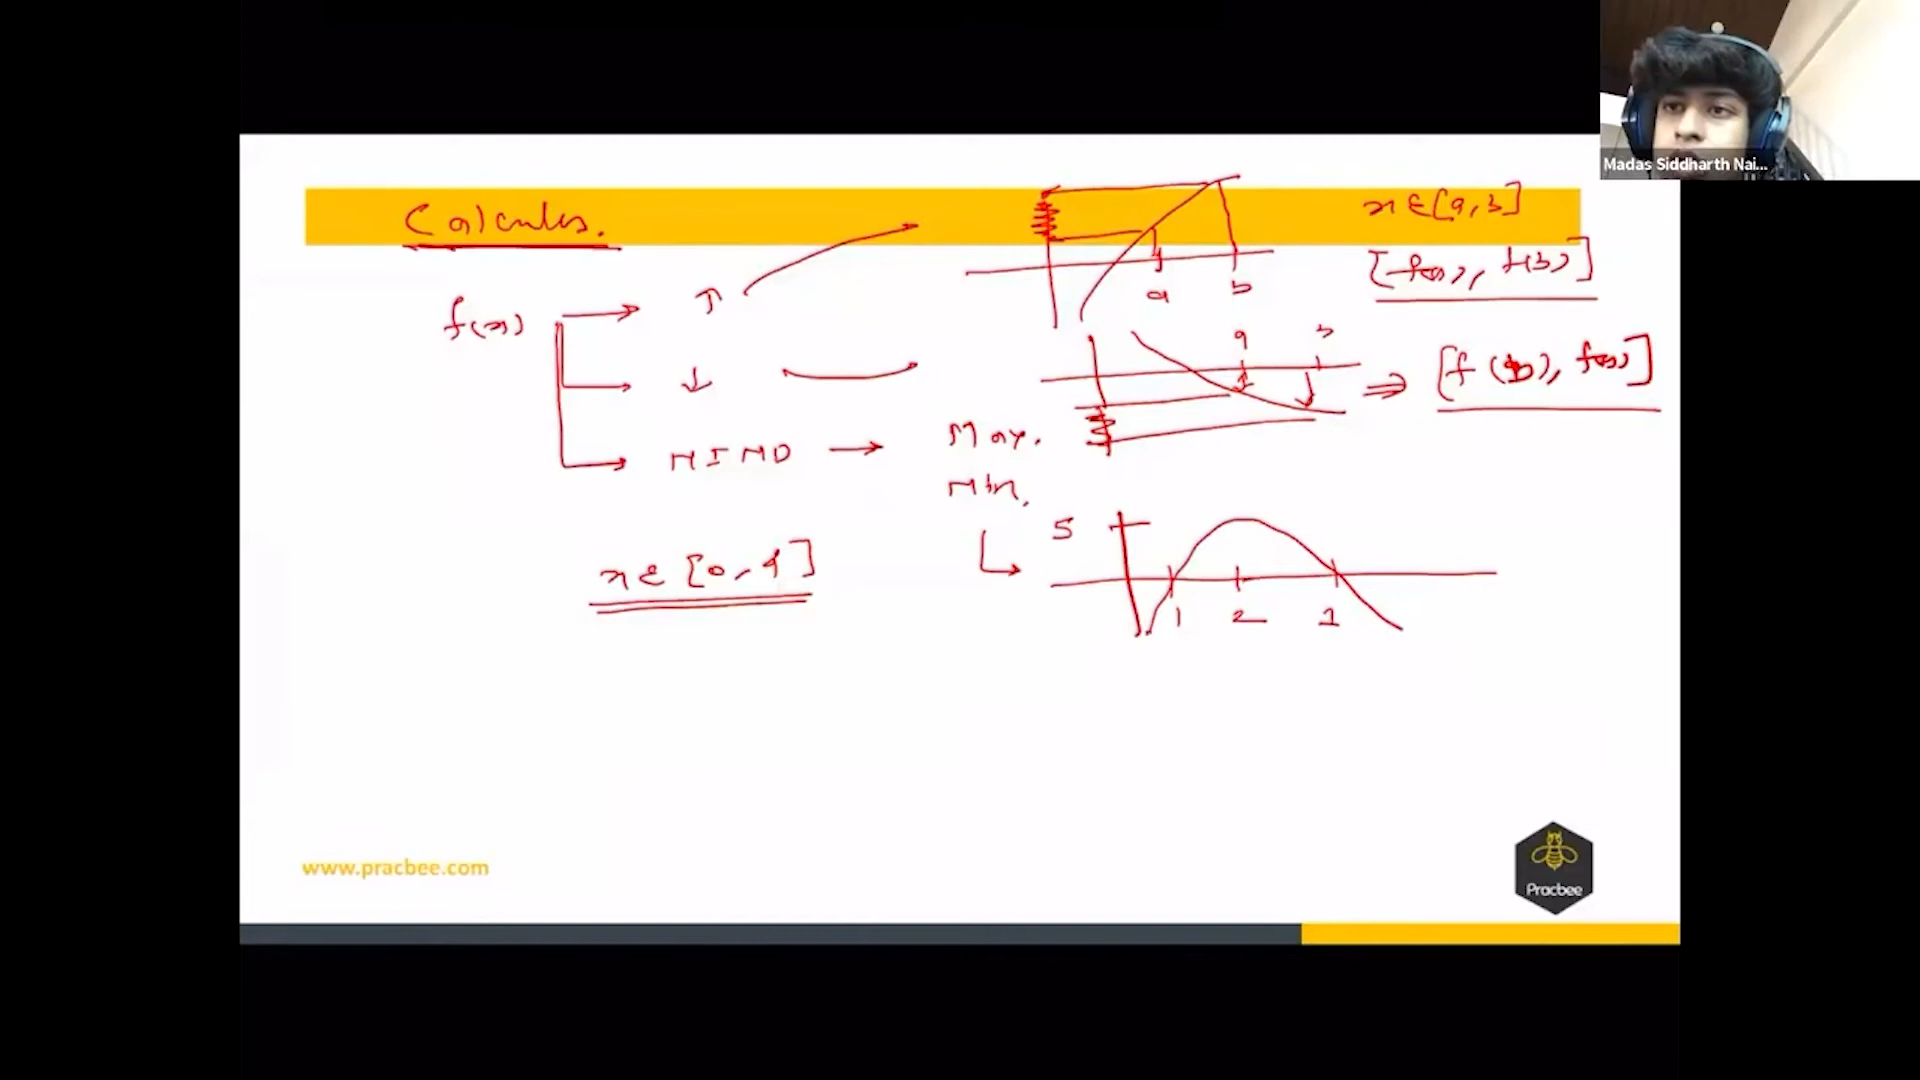 Madas Siddharth Nai...
Calculus.
x ∈ [a, b]
[f(a), f(b)]
a b
f(x) → ↑
a b
↓
⇒ [f(b), f(a)]
NIND → Max.
Min.
5
x ∈ [0, 4]
1 2 3
www.pracbee.com
Pracbee